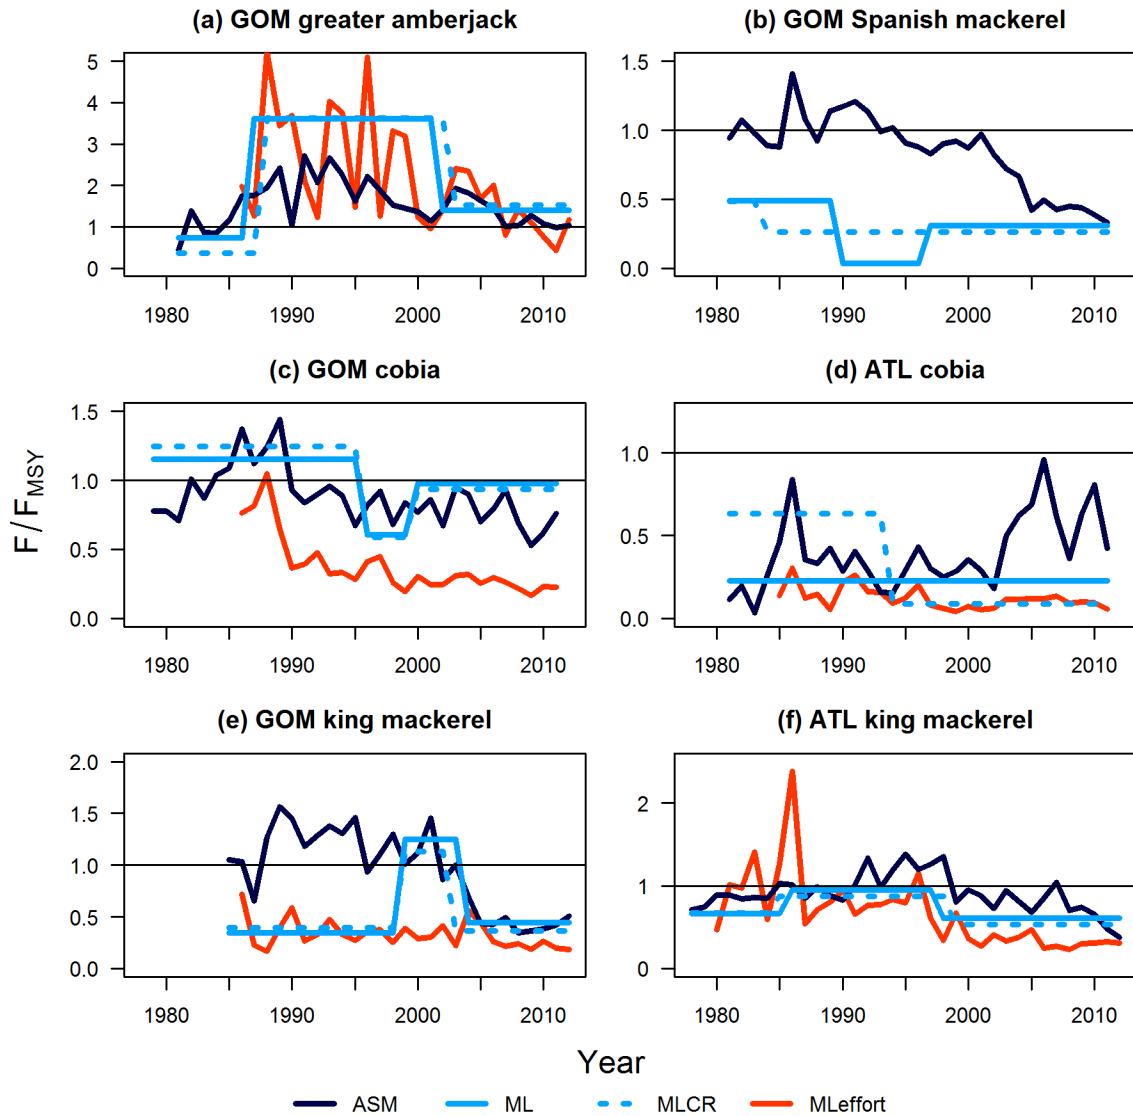 (a) GOM greater amberjack
(b) GOM Spanish mackerel
5
4
3
2
1
0
1980 1990 2000 2010
1.5
1.0
0.5
0.0
1980 1990 2000 2010
(c) GOM cobia
(d) ATL cobia
1.5
1.0
0.5
0.0
1980 1990 2000 2010
1.0
0.5
0.0
1980 1990 2000 2010
(e) GOM king mackerel
(f) ATL king mackerel
2.0
1.5
1.0
0.5
0.0
1980 1990 2000 2010
2
1
0
1980 1990 2000 2010
F / FMSY
Year
ASM ML MLCR MLeffort